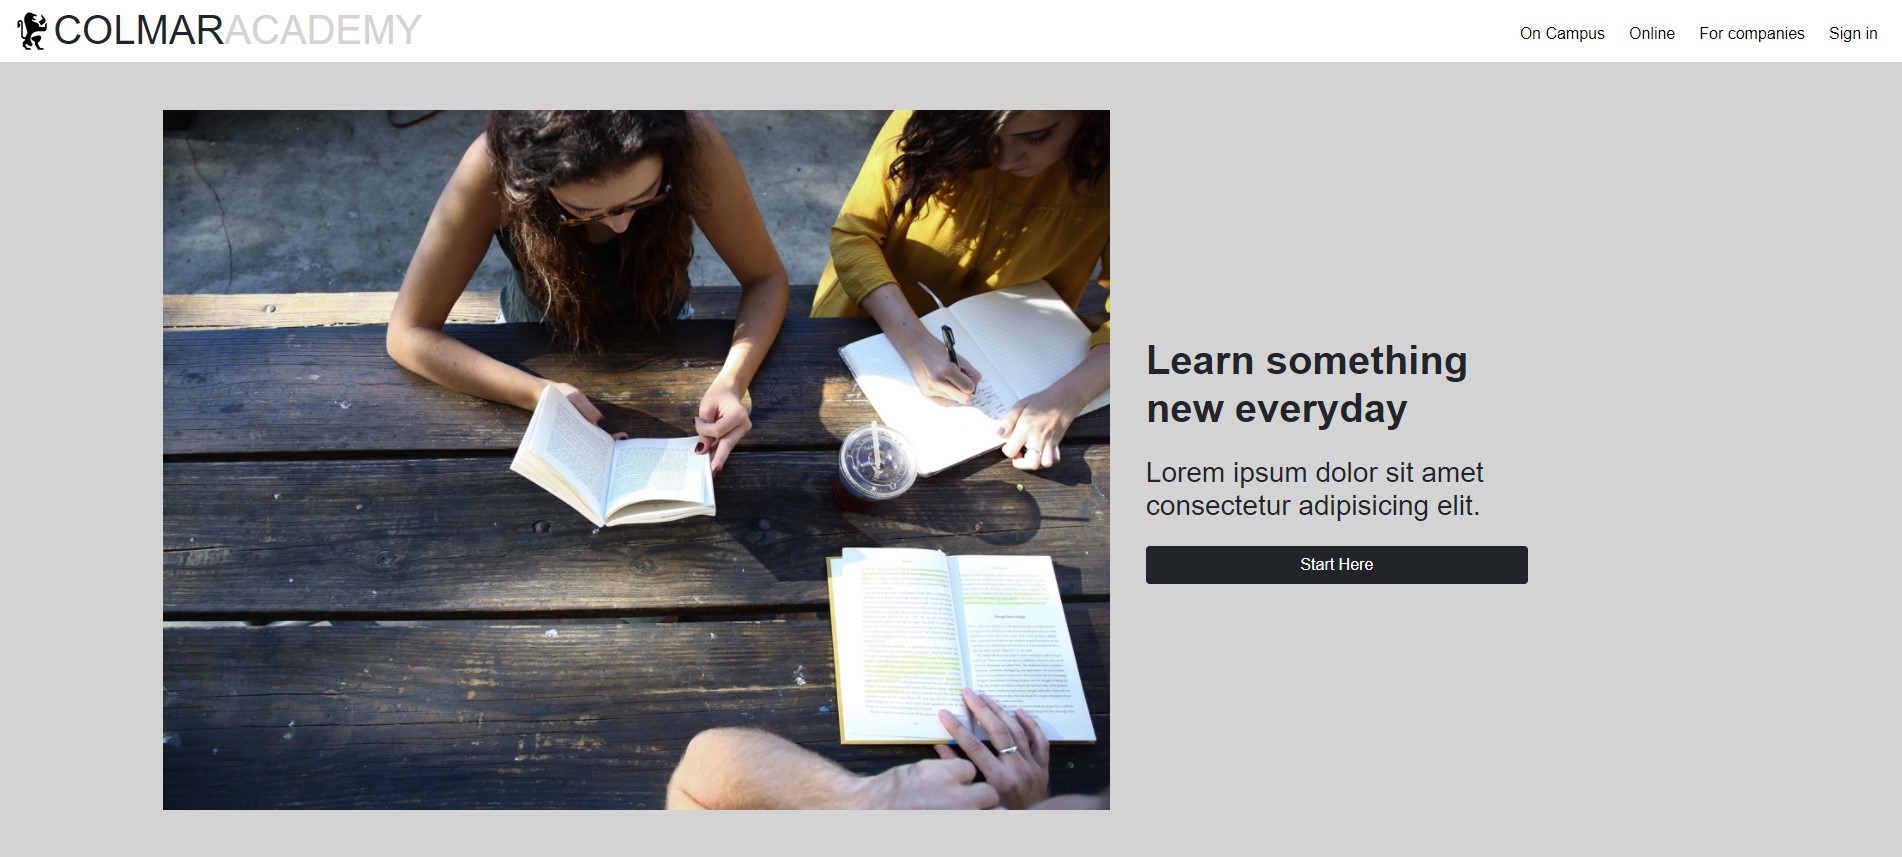 COLMARACADEMY
On Campus Online For companies Sign in
Learn something
new everyday
Lorem ipsum dolor sit amet
consectetur adipisicing elit.
Start Here